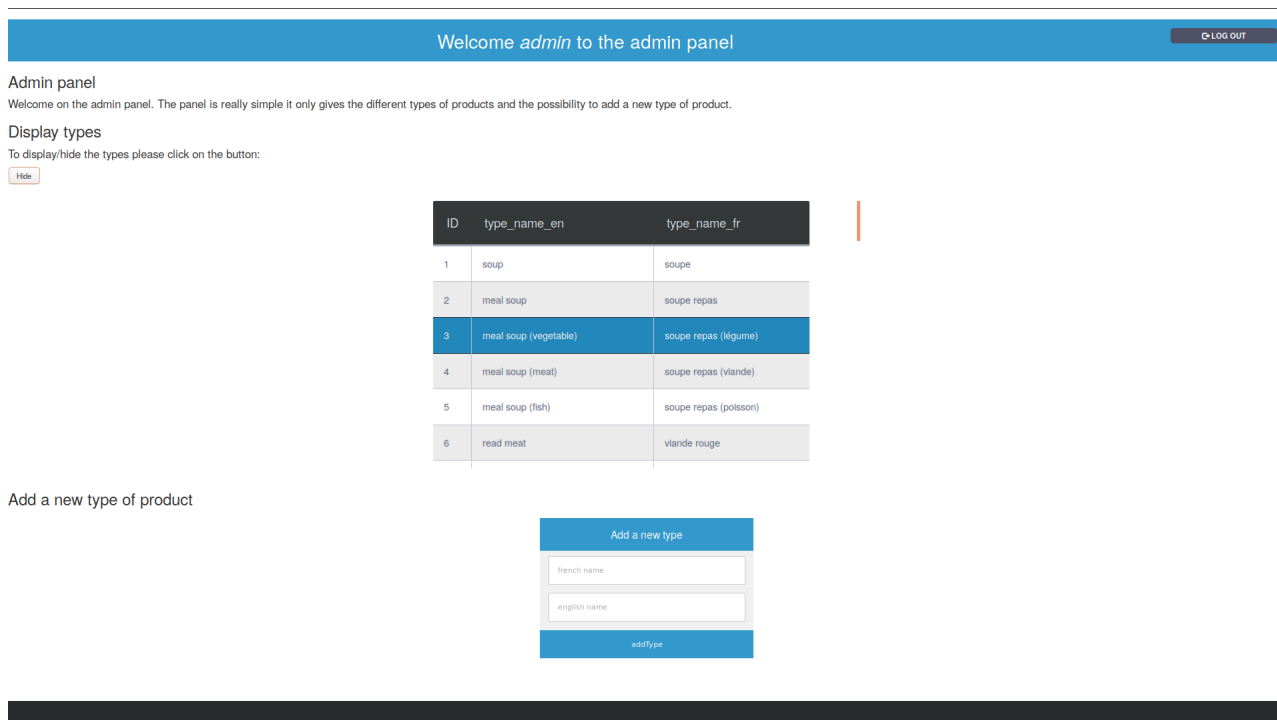 Welcome admin to the admin panel
LOG OUT
Admin panel
Welcome on the admin panel. The panel is really simple it only gives the different types of products and the possibility to add a new type of product.
Display types
To display/hide the types please click on the button:
Hide
ID type_name_en type_name_fr
1 soup soupe
2 meal soup soupe repas
3 meal soup (vegetable) soupe repas (légume)
4 meal soup (meat) soupe repas (viande)
5 meal soup (fish) soupe repas (poisson)
6 read meat viande rouge
Add a new type of product
Add a new type
french name
english name
addType